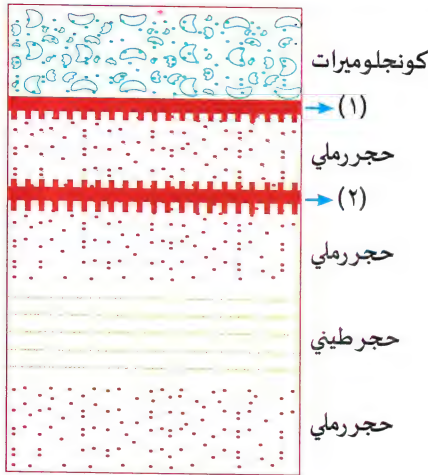 كونجلوميرات
(١)
حجر رملي
(٢)
حجر رملي
حجر طيني
حجر رملي